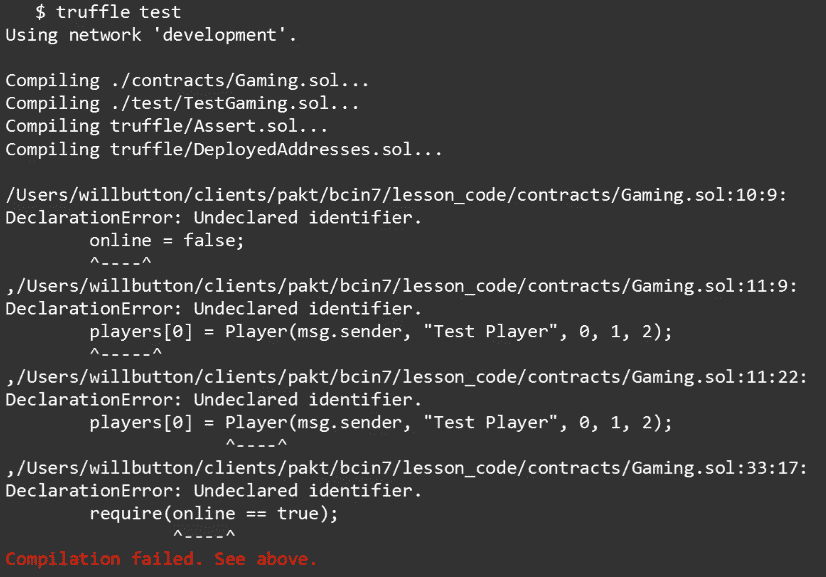 $ truffle test
Using network 'development'.
Compiling ./contracts/Gaming.sol...
Compiling ./test/TestGaming.sol...
Compiling truffle/Assert.sol...
Compiling truffle/DeployedAddresses.sol...
/Users/willbutton/clients/pakt/bcin7/lesson_code/contracts/Gaming.sol:10:9:
DeclarationError: Undeclared identifier.
        online = false;
        ^----^
,/Users/willbutton/clients/pakt/bcin7/lesson_code/contracts/Gaming.sol:11:9:
DeclarationError: Undeclared identifier.
        players[0] = Player(msg.sender, "Test Player", 0, 1, 2);
        ^-----^
,/Users/willbutton/clients/pakt/bcin7/lesson_code/contracts/Gaming.sol:11:22:
DeclarationError: Undeclared identifier.
        players[0] = Player(msg.sender, "Test Player", 0, 1, 2);
                     ^----^
,/Users/willbutton/clients/pakt/bcin7/lesson_code/contracts/Gaming.sol:33:17:
DeclarationError: Undeclared identifier.
        require(online == true);
                ^----^
Compilation failed. See above.